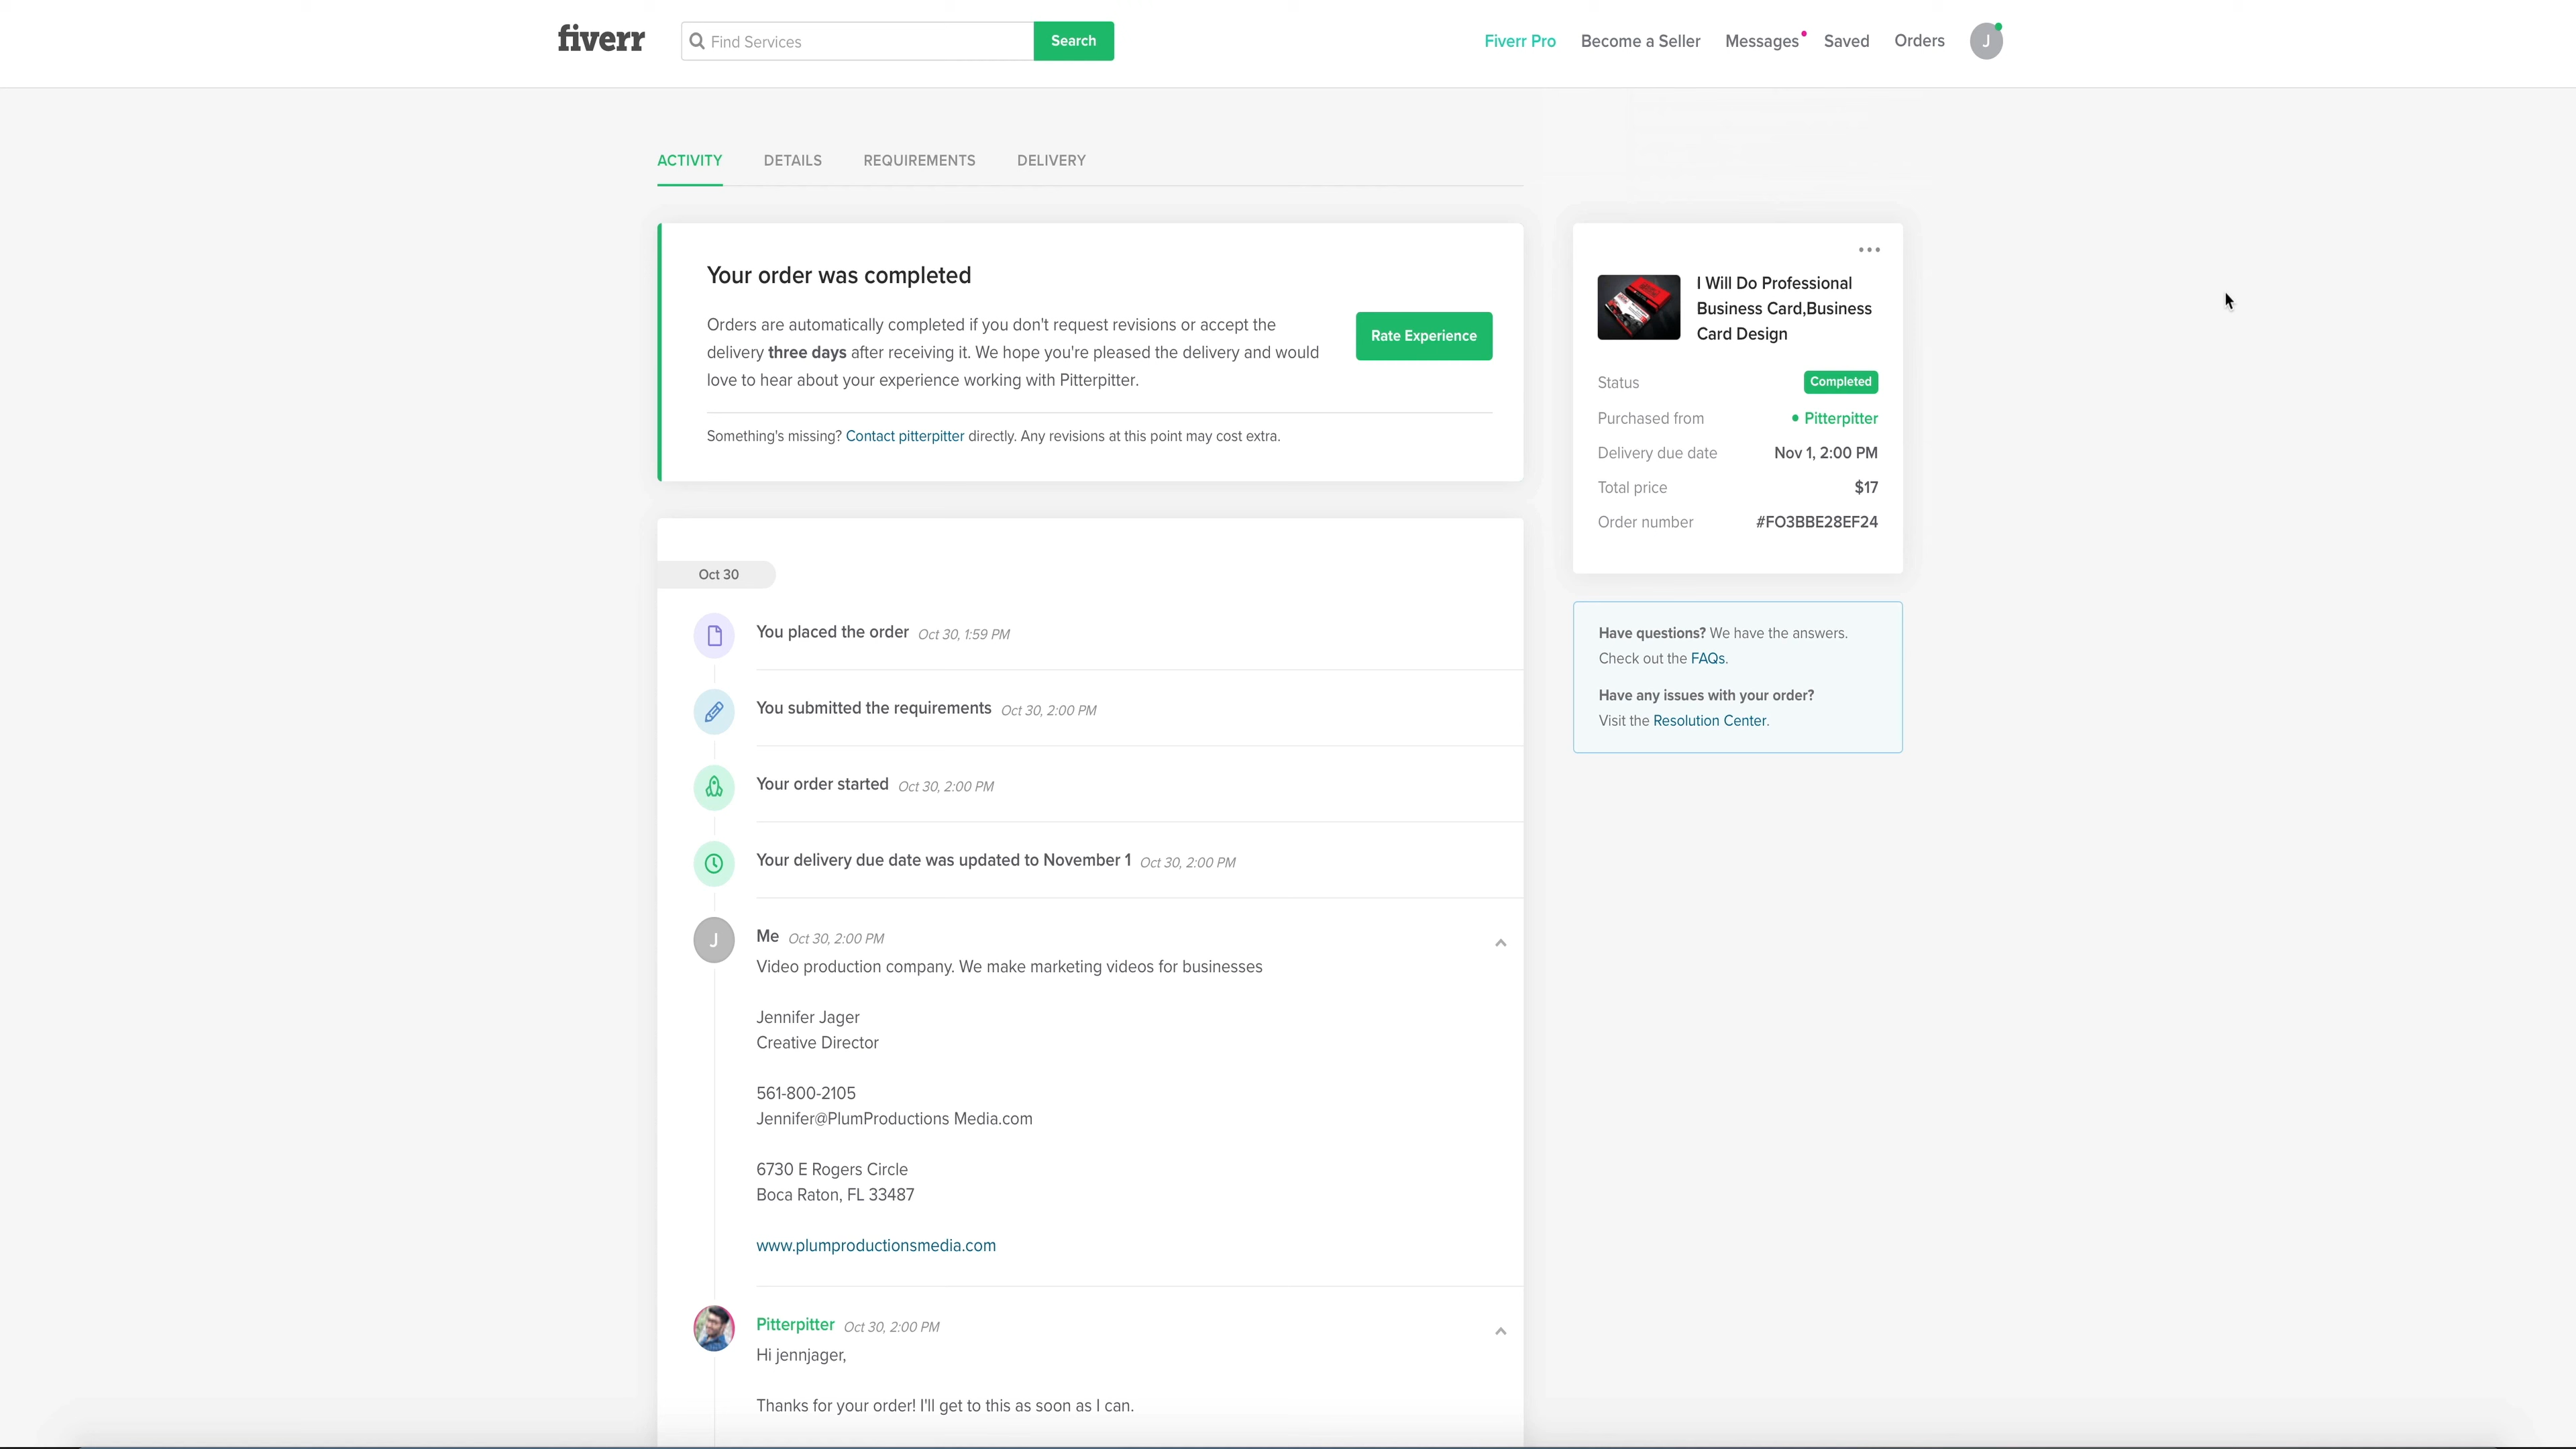 fiverr
Find Services
Search
Fiverr Pro
Become a Seller
Messages
Saved
Orders
J
ACTIVITY
DETAILS
REQUIREMENTS
DELIVERY
Your order was completed
Orders are automatically completed if you don't request revisions or accept the
delivery three days after receiving it. We hope you're pleased the delivery and would
love to hear about your experience working with Pitterpitter.
Rate Experience
Something's missing? Contact pitterpitter directly. Any revisions at this point may cost extra.
I Will Do Professional
Business Card,Business
Card Design
Status
Completed
Purchased from
Pitterpitter
Delivery due date
Nov 1, 2:00 PM
Total price
$17
Order number
#FO3BBE28EF24
Have questions? We have the answers.
Check out the FAQs.
Have any issues with your order?
Visit the Resolution Center.
Oct 30
You placed the order Oct 30, 1:59 PM
You submitted the requirements Oct 30, 2:00 PM
Your order started Oct 30, 2:00 PM
Your delivery due date was updated to November 1 Oct 30, 2:00 PM
J
Me Oct 30, 2:00 PM
Video production company. We make marketing videos for businesses
Jennifer Jager
Creative Director
561-800-2105
Jennifer@PlumProductions Media.com
6730 E Rogers Circle
Boca Raton, FL 33487
www.plumproductionsmedia.com
Pitterpitter Oct 30, 2:00 PM
Hi jennjager,
Thanks for your order! I'll get to this as soon as I can.